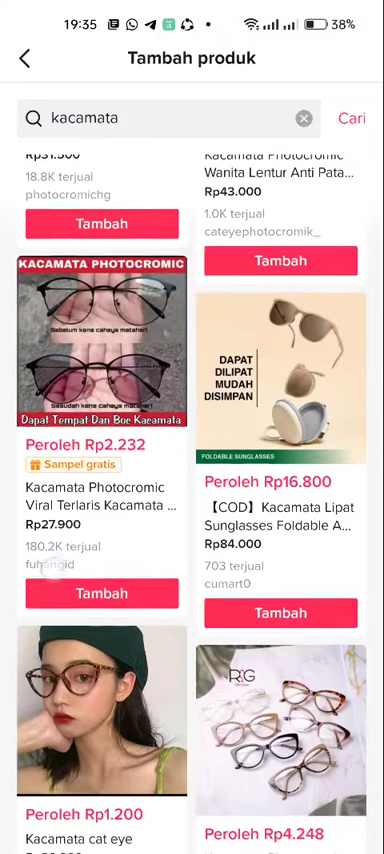 19:35
38%
Tambah produk
kacamata
Cari
Rp31.500
18.8K terjual
photocromichg
Tambah
Kacamata Photocromic
Wanita Lentur Anti Pata...
Rp43.000
1.0K terjual
cateyephotocromik_
Tambah
KACAMATA PHOTOCROMIC
Sebelum kena cahaya matahari
Sesudah kena cahaya matahari
Dapat Tempat Dan Box Kacamata
Peroleh Rp2.232
Sampel gratis
Kacamata Photocromic
Viral Terlaris Kacamata ...
Rp27.900
180.2K terjual
fuhangid
Tambah
DAPAT
DILIPAT
MUDAH
DISIMPAN
FOLDABLE SUNGLASSES
Peroleh Rp16.800
【COD】Kacamata Lipat
Sunglasses Foldable A...
Rp84.000
703 terjual
cumart0
Tambah
Peroleh Rp1.200
Kacamata cat eye
R G
Peroleh Rp4.248